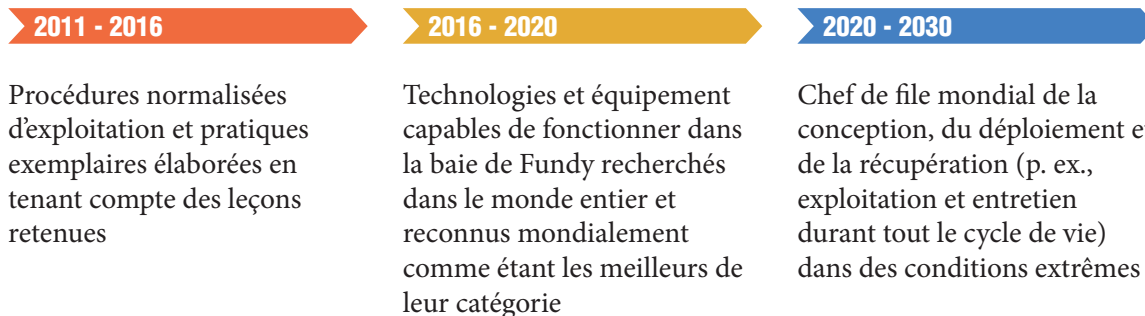 2011 - 2016
Procédures normalisées
d'exploitation et pratiques
exemplaires élaborées en
tenant compte des leçons
retenues
2016 - 2020
Technologies et équipement
capables de fonctionner dans
la baie de Fundy recherchés
dans le monde entier et
reconnus mondialement
comme étant les meilleurs de
leur catégorie
2020 - 2030
Chef de file mondial de la
conception, du déploiement
de la récupération (p. ex.,
exploitation et entretien
durant tout le cycle de vie)
dans des conditions extrêmes